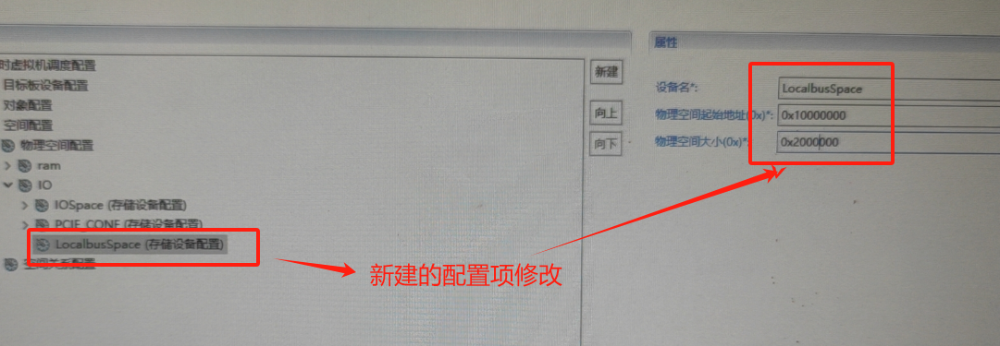 属性
时虚拟机调度配置
目标板设备配置
对象配置
空间配置
物理空间配置
ram
IO
IOSpace (存储设备配置)
PCIE_CONF (存储设备配置)
LocalbusSpace (存储设备配置)
空间关系配置
新建
向上
向下
设备名*:
LocalbusSpace
物理空间起始地址(0x)*:
0x10000000
物理空间大小(0x)*:
0x2000000
新建的配置项修改